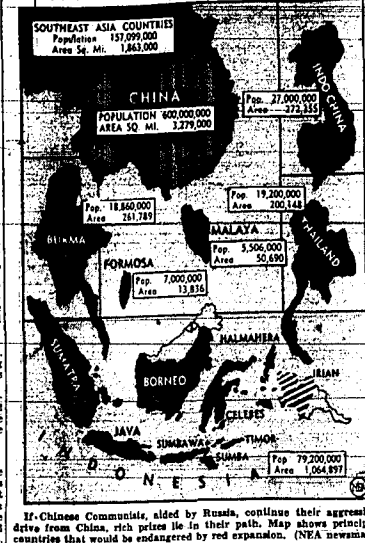 SOUTHEAST ASIA COUNTRIES
Population 157,099,000
Area Sq. Mi. 1,863,000
CHINA
POPULATION 600,000,000
AREA SQ. MI. 3,279,000
Pop. 27,000,000
Area 272,355
INDO CHINA
Pop. 18,860,000
Area 261,789
BURMA
Pop. 19,200,000
Area 200,148
THAILAND
MALAYA
Pop. 5,506,000
Area 50,690
FORMOSA
Pop. 7,000,000
Area 13,836
HALMAHERA
SUMATRA
BORNEO
IRIAN
CELEBES
JAVA
SUMBAWA
TIMOR
SUMBA
Pop 79,200,000
Area 1,064,897
INDONESIA
If Chinese Communists, aided by Russia, continue their aggressi
drive from China, rich prizes lie in their path. Map shows princip
countries that would be endangered by red expansion. (NEA newsma